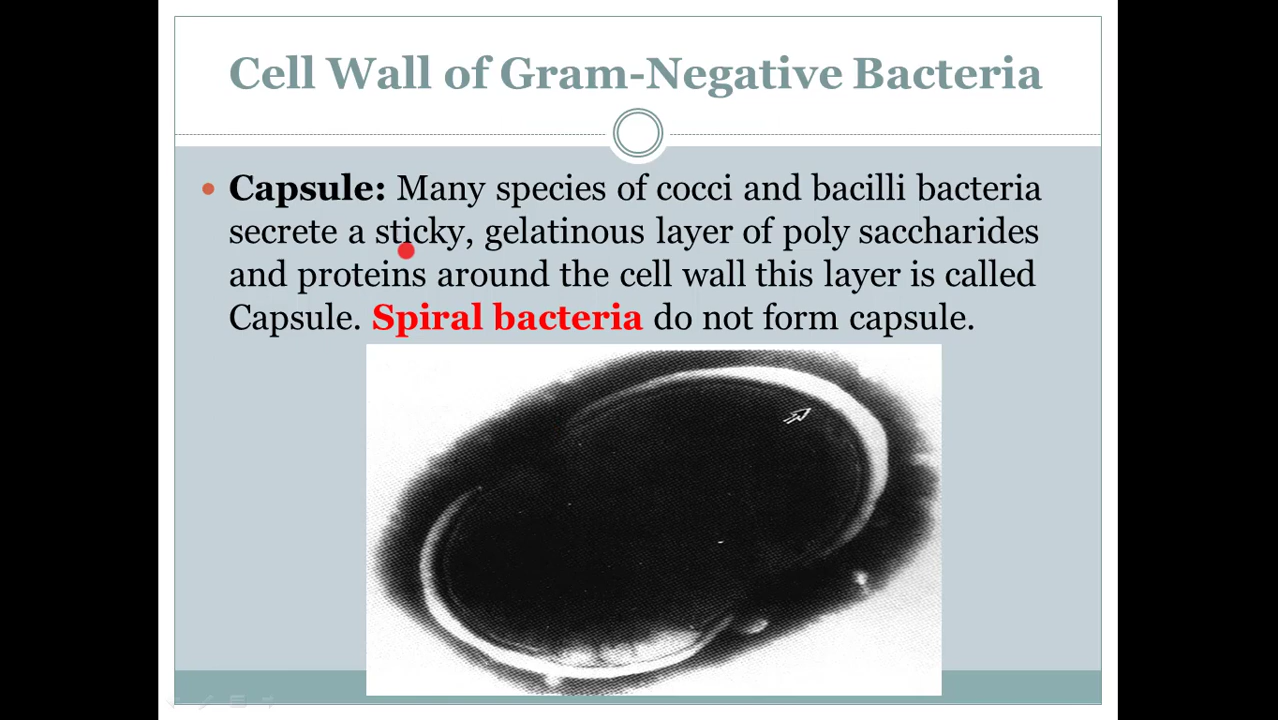 Cell Wall of Gram-Negative Bacteria
Capsule: Many species of cocci and bacilli bacteria
secrete a sticky, gelatinous layer of poly saccharides
and proteins around the cell wall this layer is called
Capsule. Spiral bacteria do not form capsule.